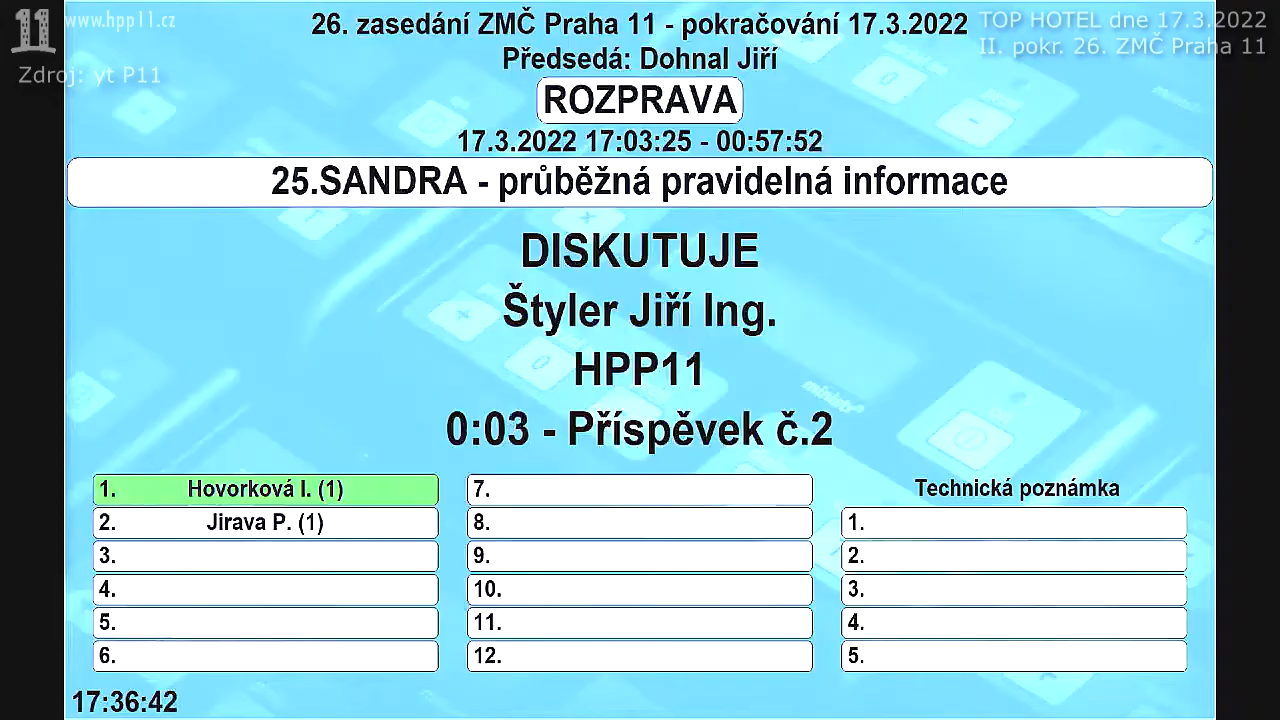 11 www.hpp11.cz
Zdroj: yt P11
TOP HOTEL dne 17.3.2022
II. pokr. 26. ZMČ Praha 11
26. zasedání ZMČ Praha 11 - pokračování 17.3.2022
Předsedá: Dohnal Jiří
ROZPRAVA
17.3.2022 17:03:25 - 00:57:52
25.SANDRA - průběžná pravidelná informace
DISKUTUJE
Štyler Jiří Ing.
HPP11
0:03 - Příspěvek č.2
1. Hovorková I. (1)
2. Jirava P. (1)
3.
4.
5.
6.
7.
8.
9.
10.
11.
12.
Technická poznámka
1.
2.
3.
4.
5.
17:36:42